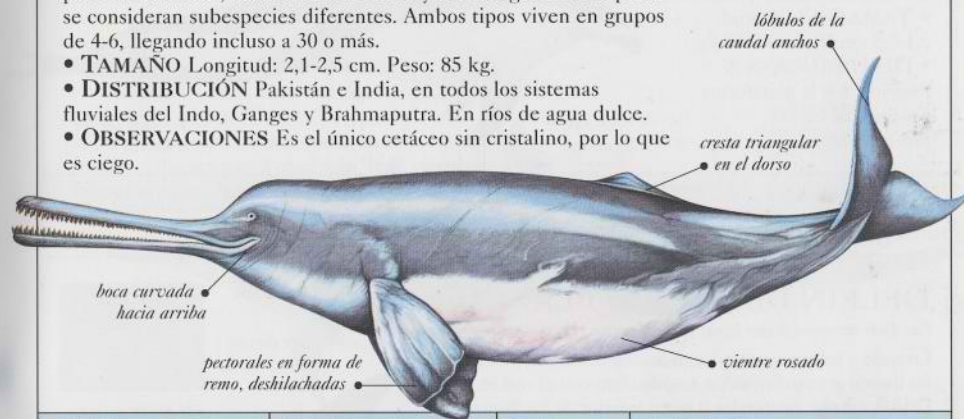 se consideran subespecies diferentes. Ambos tipos viven en grupos
de 4-6, llegando incluso a 30 o más.
• TAMAÑO Longitud: 2,1-2,5 cm. Peso: 85 kg.
• DISTRIBUCIÓN Pakistán e India, en todos los sistemas
fluviales del Indo, Ganges y Brahmaputra. En ríos de agua dulce.
• OBSERVACIONES Es el único cetáceo sin cristalino, por lo que
es ciego.
lóbulos de la
caudal anchos
cresta triangular
en el dorso
boca curvada
hacia arriba
pectorales en forma de
remo, deshilachadas
vientre rosado